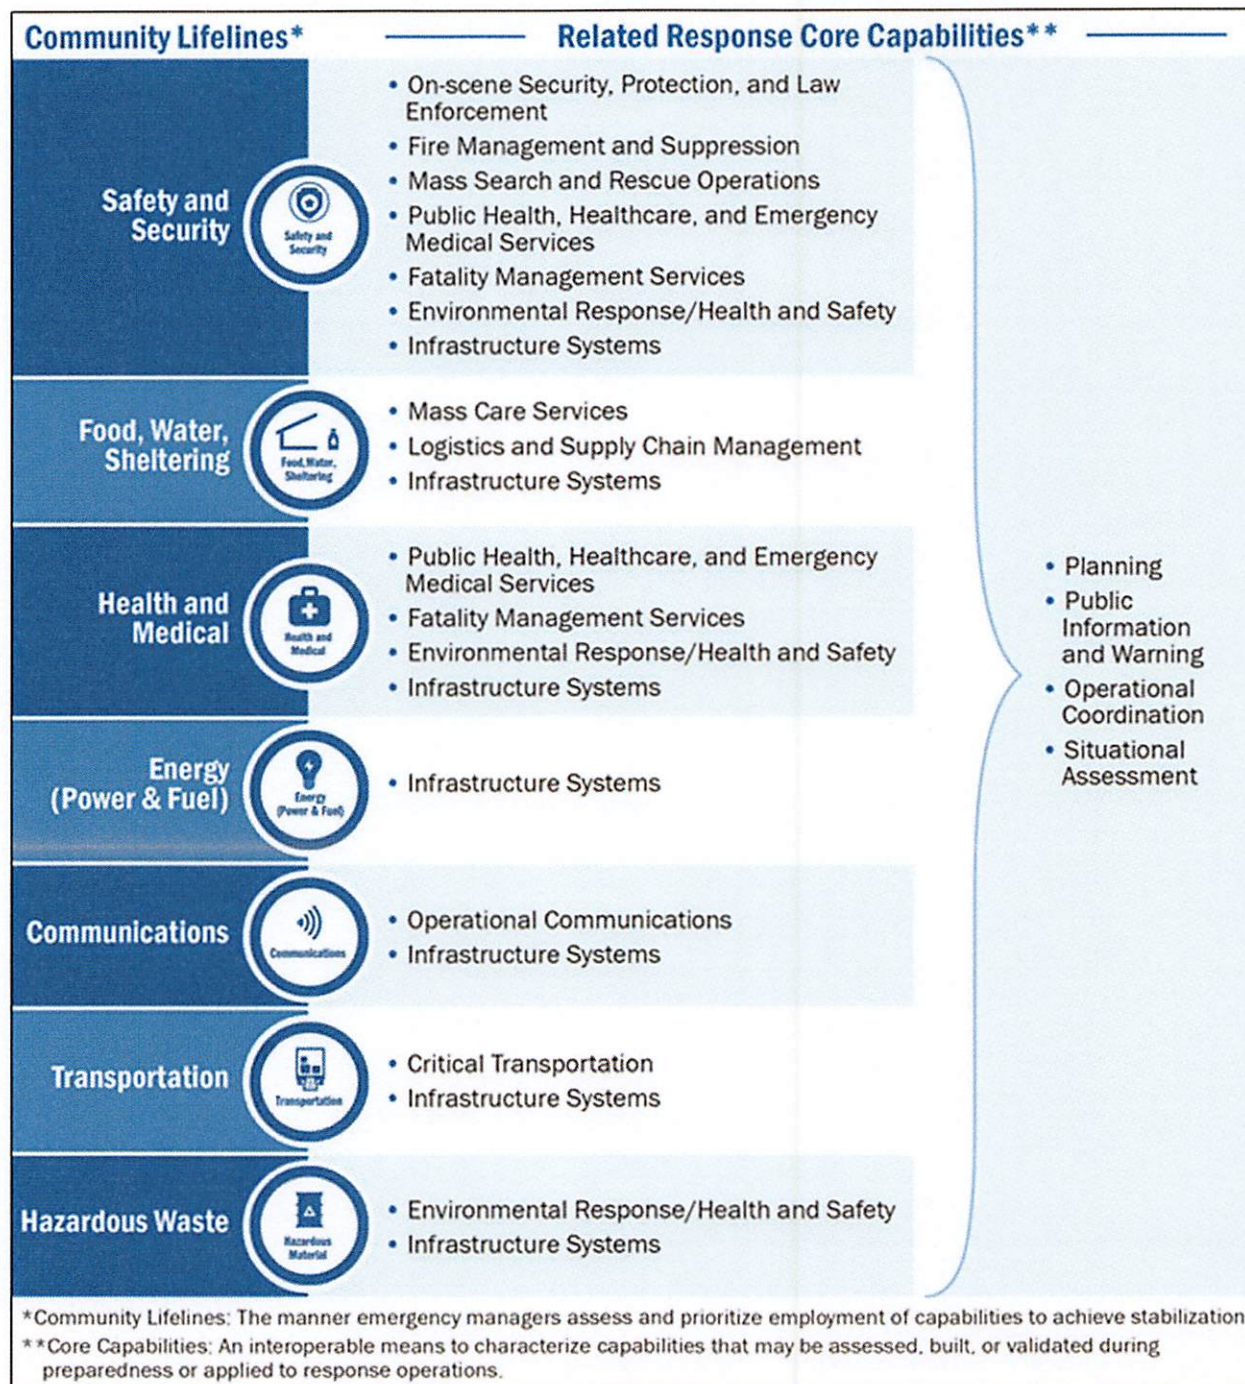 Community Lifelines*
Related Response Core Capabilities**
Safety and
Security
Safety and
Security
• On-scene Security, Protection, and Law
Enforcement
• Fire Management and Suppression
• Mass Search and Rescue Operations
• Public Health, Healthcare, and Emergency
Medical Services
• Fatality Management Services
• Environmental Response/Health and Safety
• Infrastructure Systems
Food, Water,
Sheltering
Food, Water,
Sheltering
• Mass Care Services
• Logistics and Supply Chain Management
• Infrastructure Systems
Health and
Medical
Health and
Medical
• Public Health, Healthcare, and Emergency
Medical Services
• Fatality Management Services
• Environmental Response/Health and Safety
• Infrastructure Systems
Energy
(Power & Fuel)
Energy
(Power & Fuel)
• Infrastructure Systems
Communications
Communications
• Operational Communications
• Infrastructure Systems
Transportation
Transportation
• Critical Transportation
• Infrastructure Systems
Hazardous Waste
Hazardous
Material
• Environmental Response/Health and Safety
• Infrastructure Systems
• Planning
• Public
Information
and Warning
• Operational
Coordination
• Situational
Assessment
*Community Lifelines: The manner emergency managers assess and prioritize employment of capabilities to achieve stabilization
**Core Capabilities: An interoperable means to characterize capabilities that may be assessed, built, or validated during
preparedness or applied to response operations.